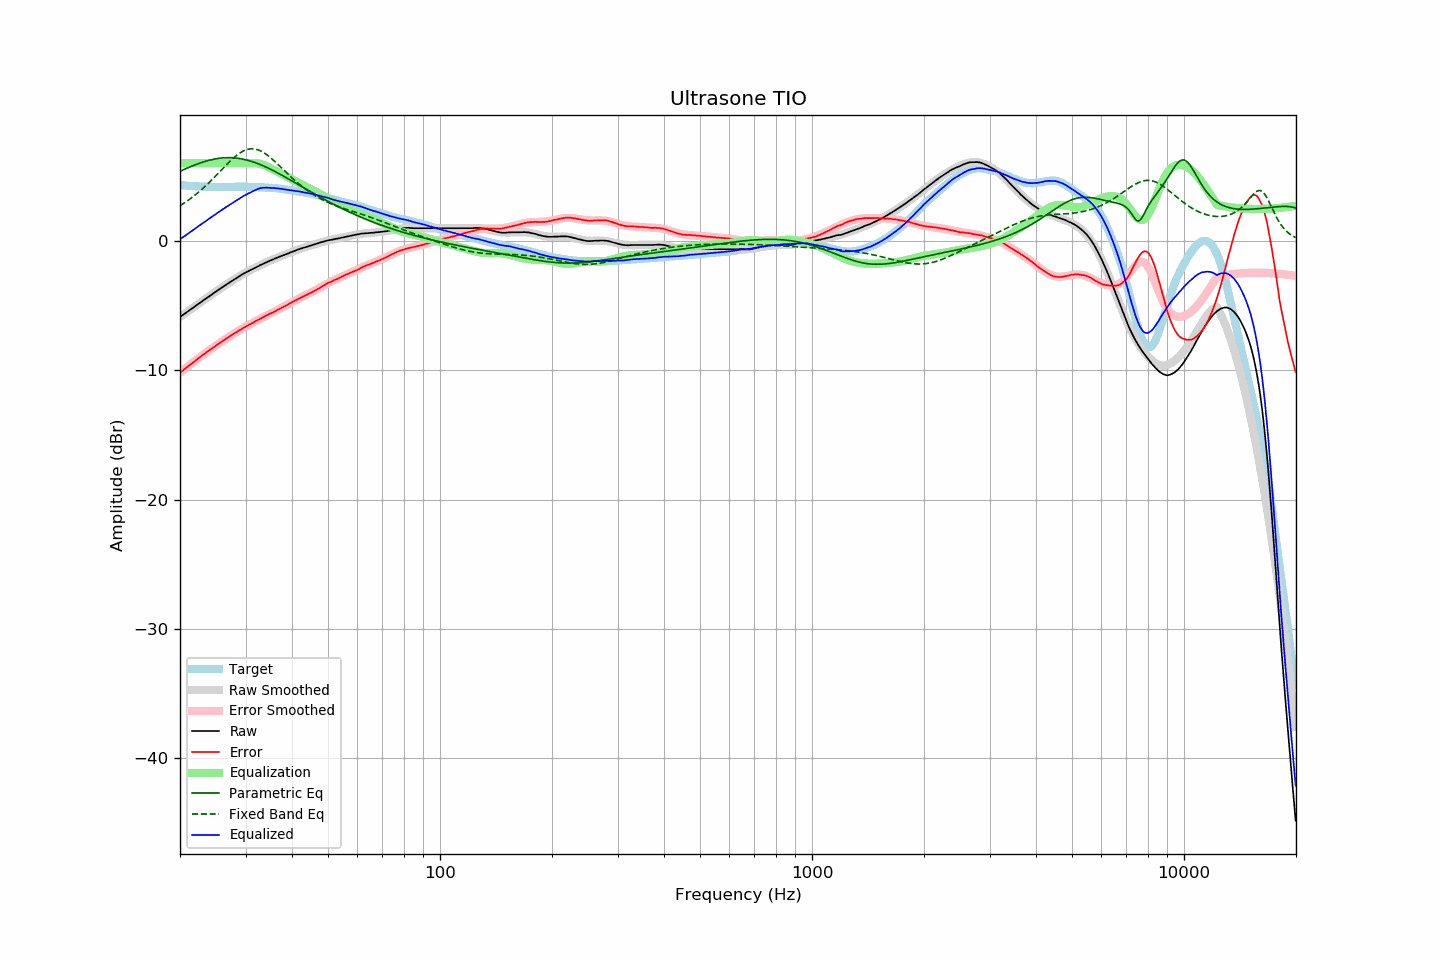 Ultrasone TIO
Amplitude (dBr)
0
−10
−20
−30
−40
Target
Raw Smoothed
Error Smoothed
Raw
Error
Equalization
Parametric Eq
Fixed Band Eq
Equalized
100
1000
10000
Frequency (Hz)